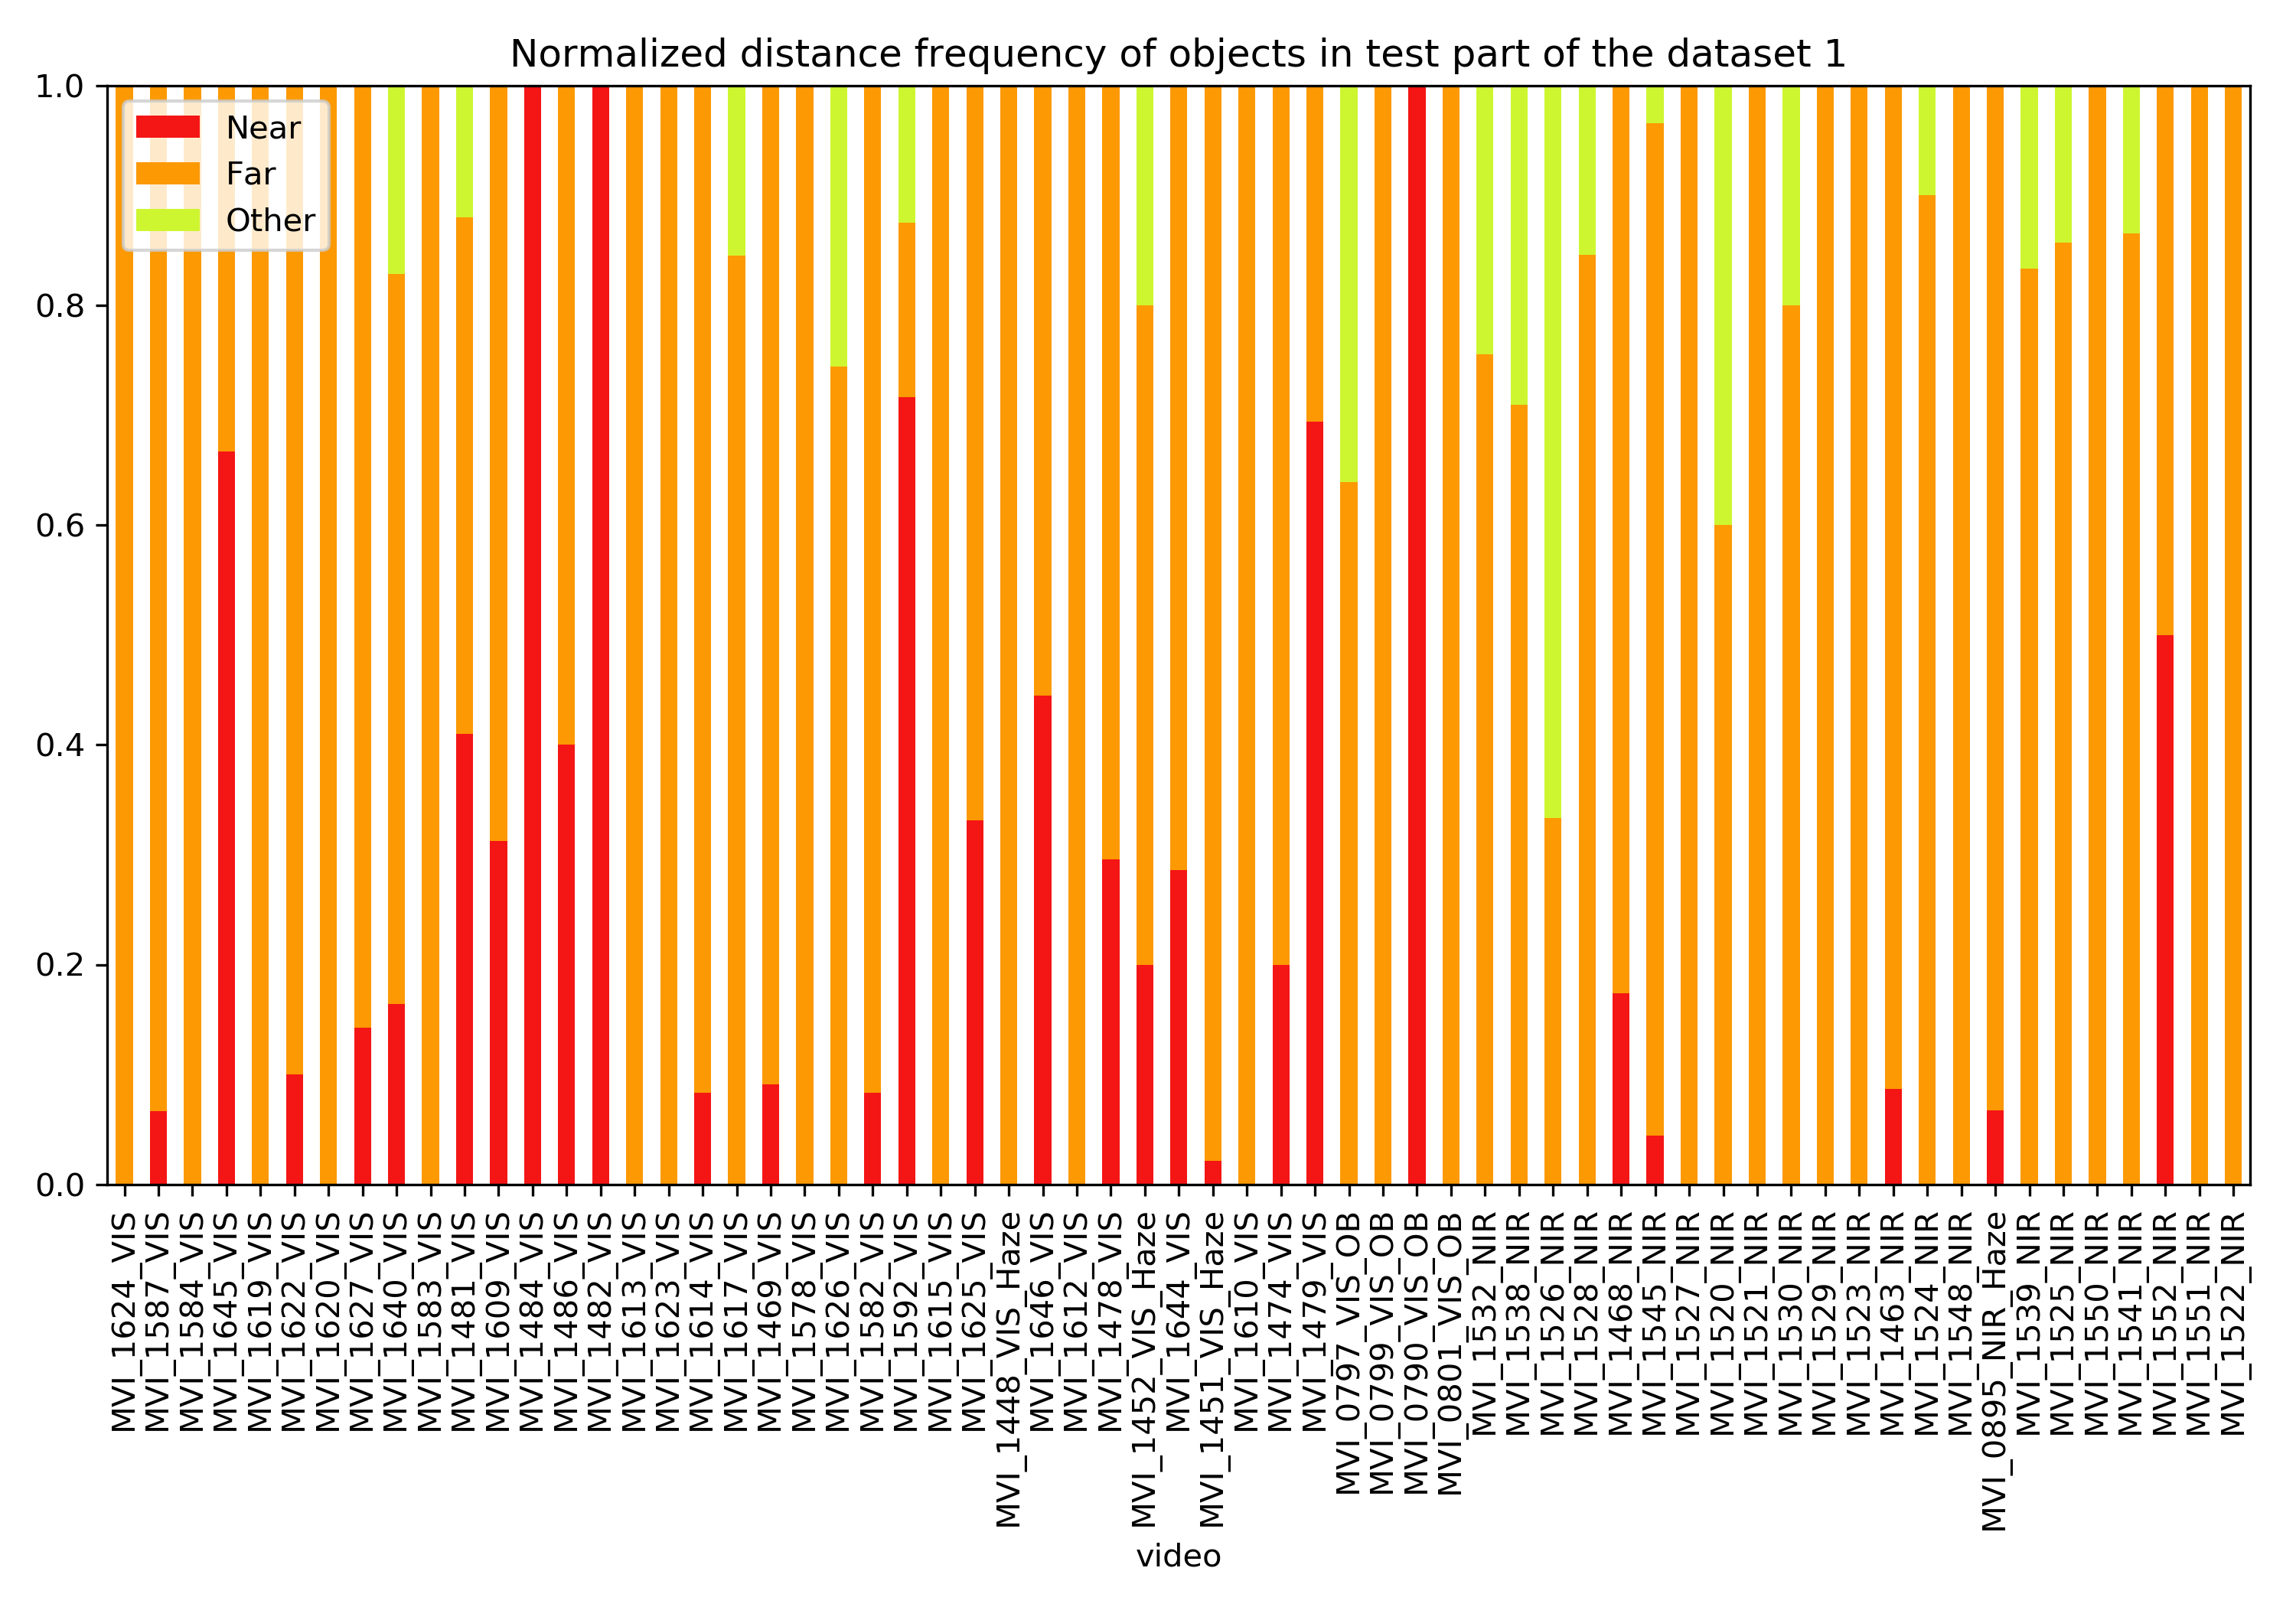 Normalized distance frequency of objects in test part of the dataset 1
1.0
0.8
0.6
0.4
0.2
0.0
Near
Far
Other
MVI_1624_VIS
MVI_1587_VIS
MVI_1584_VIS
MVI_1645_VIS
MVI_1619_VIS
MVI_1622_VIS
MVI_1620_VIS
MVI_1627_VIS
MVI_1640_VIS
MVI_1583_VIS
MVI_1481_VIS
MVI_1609_VIS
MVI_1484_VIS
MVI_1486_VIS
MVI_1482_VIS
MVI_1613_VIS
MVI_1623_VIS
MVI_1614_VIS
MVI_1617_VIS
MVI_1469_VIS
MVI_1578_VIS
MVI_1626_VIS
MVI_1582_VIS
MVI_1592_VIS
MVI_1615_VIS
MVI_1625_VIS
MVI_1448_VIS_Haze
MVI_1646_VIS
MVI_1612_VIS
MVI_1478_VIS
MVI_1452_VIS_Haze
MVI_1644_VIS
MVI_1451_VIS_Haze
MVI_1610_VIS
MVI_1474_VIS
MVI_1479_VIS
MVI_0797_VIS_OB
MVI_0799_VIS_OB
MVI_0790_VIS_OB
MVI_0801_VIS_OB
MVI_1532_NIR
MVI_1538_NIR
MVI_1526_NIR
MVI_1528_NIR
MVI_1468_NIR
MVI_1545_NIR
MVI_1527_NIR
MVI_1520_NIR
MVI_1521_NIR
MVI_1530_NIR
MVI_1529_NIR
MVI_1523_NIR
MVI_1463_NIR
MVI_1524_NIR
MVI_1548_NIR
MVI_0895_NIR_Haze
MVI_1539_NIR
MVI_1525_NIR
MVI_1550_NIR
MVI_1541_NIR
MVI_1552_NIR
MVI_1551_NIR
MVI_1522_NIR
video